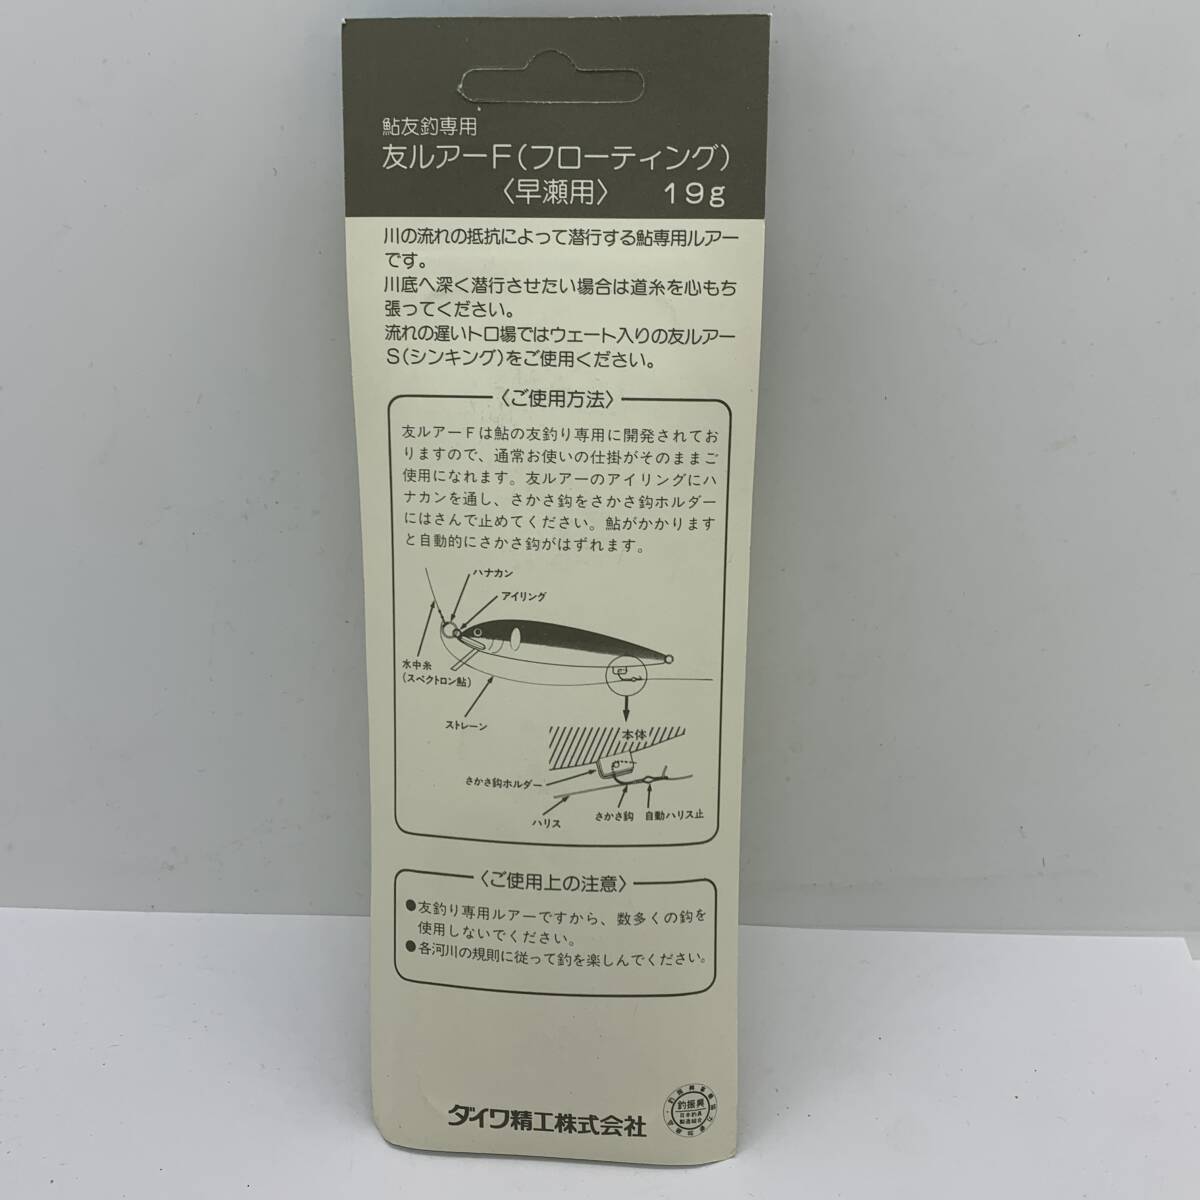 鮎友釣専用
友ルアーF(フローティング)
〈早瀬用〉 19g
川の流れの抵抗によって潜行する鮎専用ルアー
です。
川底へ深く潜行させたい場合は道糸を心もち
張ってください。
流れの遅いトロ場ではウェート入りの友ルアー
S(シンキング)をご使用ください。
〈ご使用方法〉
友ルアーFは鮎の友釣り専用に開発されてお
りますので、通常お使いの仕掛がそのままご
使用になれます。友ルアーのアイリングにハ
ナカンを通し、さかさ鈎をさかさ鈎ホルダー
にはさんで止めてください。鮎がかかります
と自動的にさかさ鈎がはずれます。
ハナカン
アイリング
水中糸
(スペクトロン鮎)
ストレーン
本体
さかさ鈎ホルダー
ハリス
さかさ鈎
自動ハリス止
〈ご使用上の注意〉
●友釣り専用ルアーですから、数多くの鈎を
使用しないでください。
●各河川の規則に従って釣を楽しんでください。
ダイワ精工株式会社
釣振興
日本釣具
製造組合